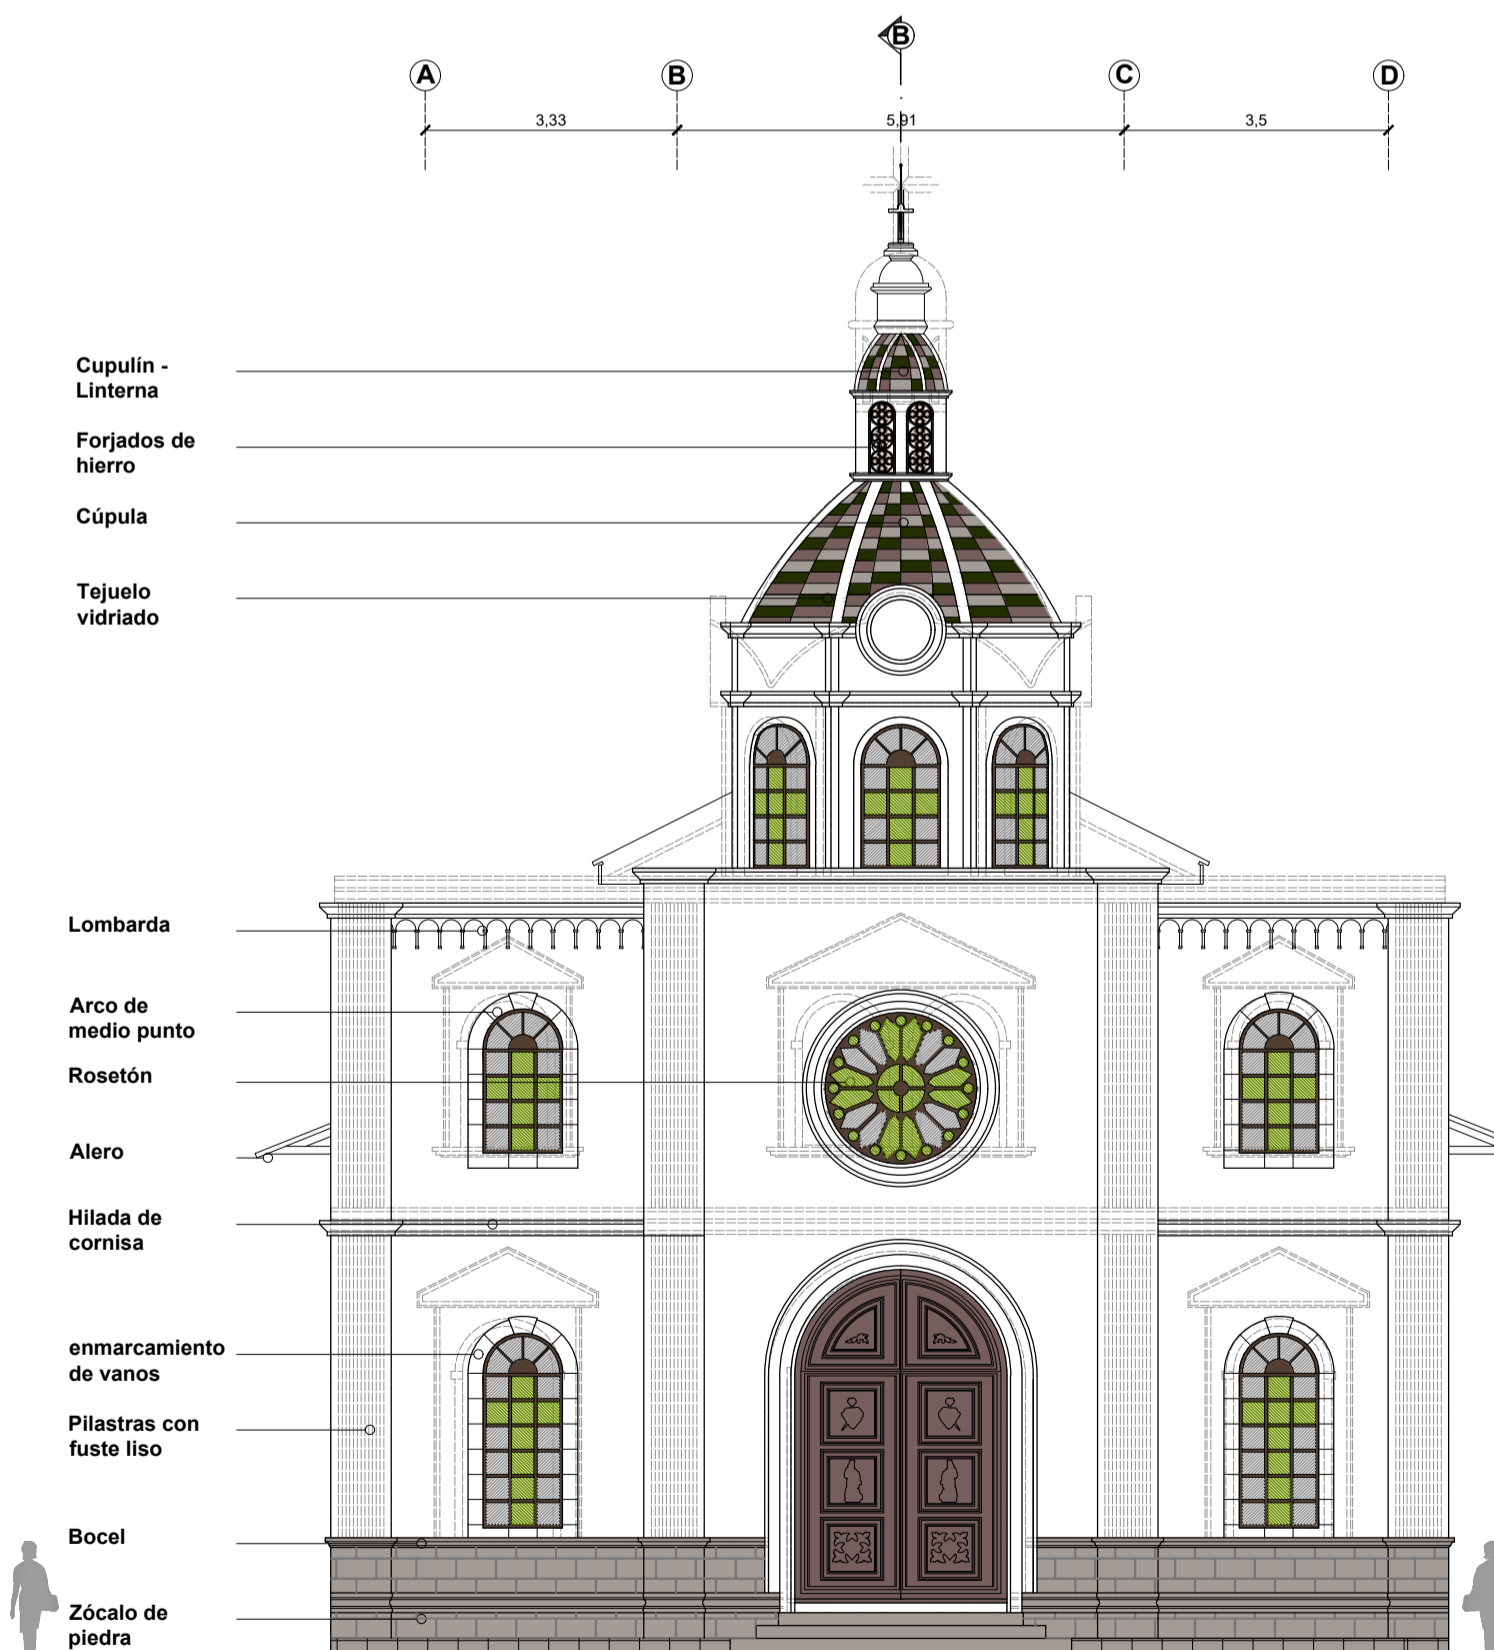 B
A
B
C
D
3,33
5,91
3,5
Cupulín -
Linterna
Forjados de
hierro
Cúpula
Tejuelo
vidriado
Lombarda
Arco de
medio punto
Rosetón
Alero
Hilada de
cornisa
enmarcamiento
de vanos
Pilastras con
fuste liso
Bocel
Zócalo de
piedra